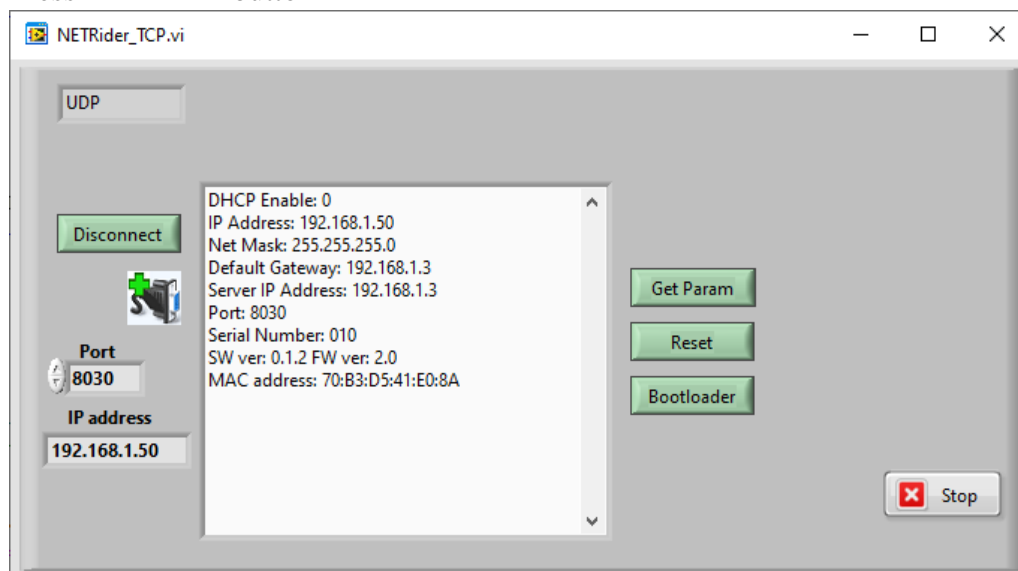 NETRider_TCP.vi
UDP
Disconnect
Port
8030
IP address
192.168.1.50
DHCP Enable: 0
IP Address: 192.168.1.50
Net Mask: 255.255.255.0
Default Gateway: 192.168.1.3
Server IP Address: 192.168.1.3
Port: 8030
Serial Number: 010
SW ver: 0.1.2 FW ver: 2.0
MAC address: 70:B3:D5:41:E0:8A
Get Param
Reset
Bootloader
Stop